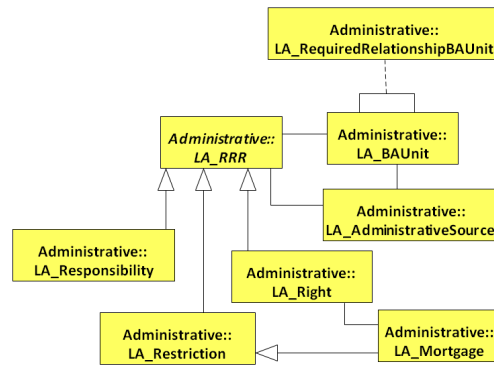 Administrative::
LA_RequiredRelationshipBAUnit
Administrative::
LA_RRR
Administrative::
LA_BAUnit
Administrative::
LA_AdministrativeSource
Administrative::
LA_Responsibility
Administrative::
LA_Right
Administrative::
LA_Restriction
Administrative::
LA_Mortgage